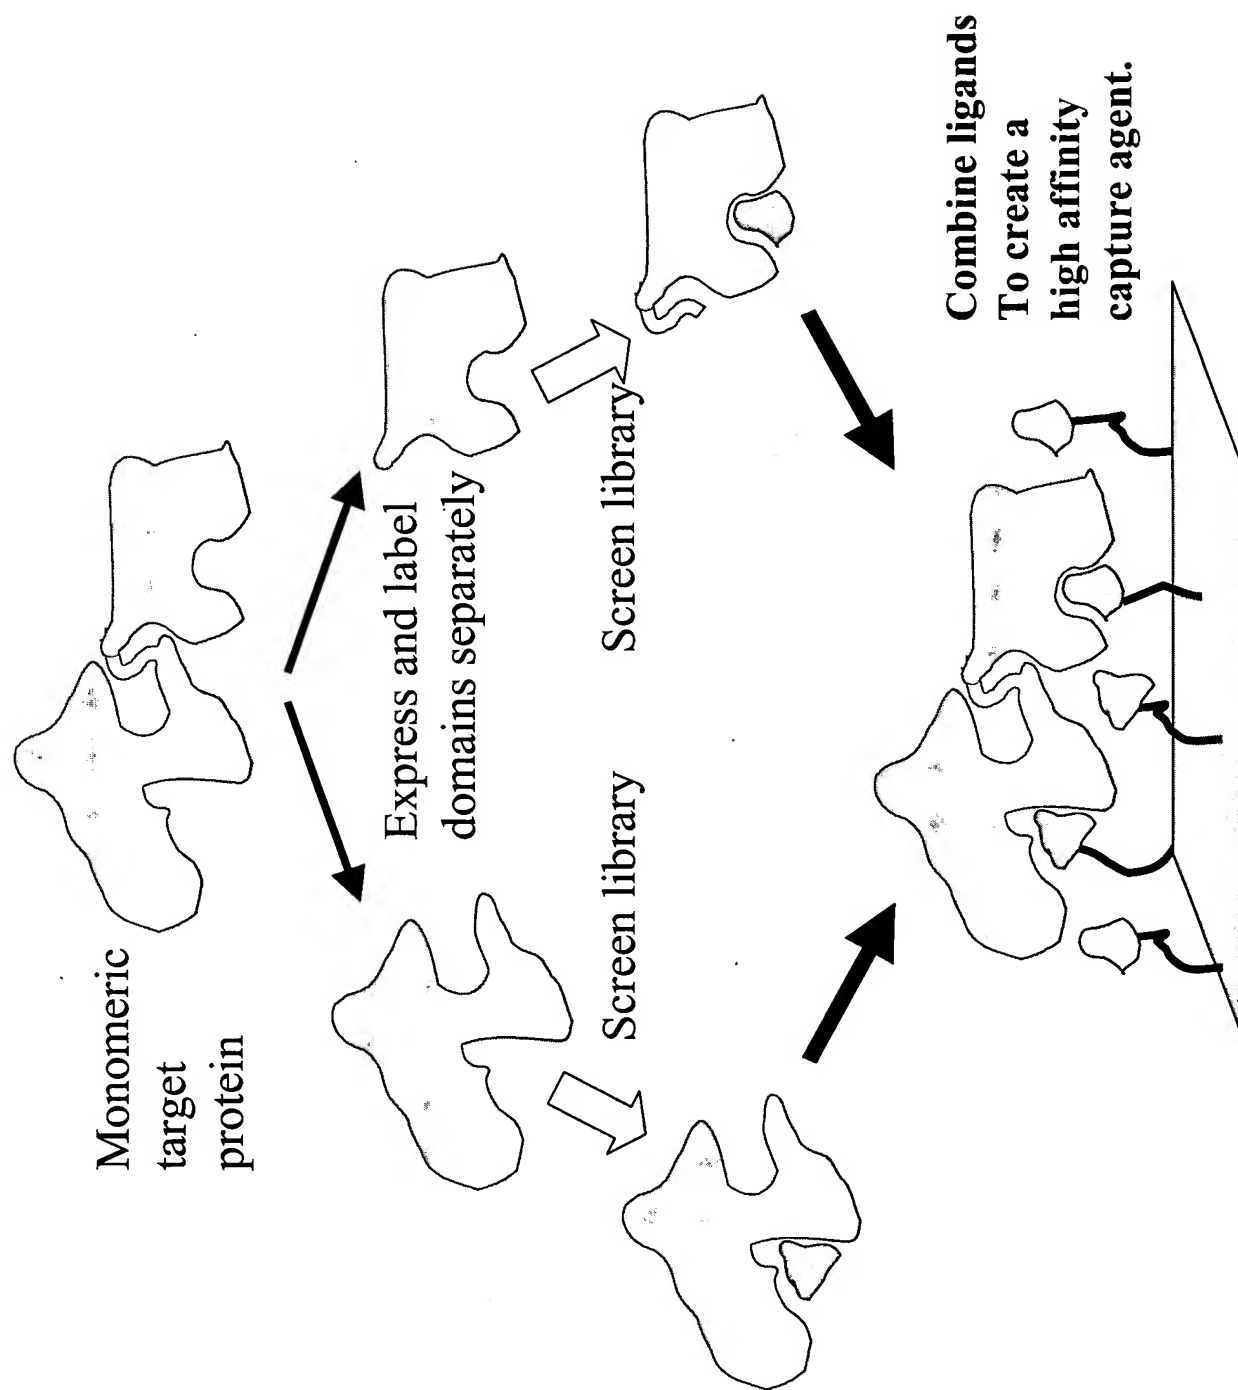 Monomeric
target
protein
Express and label
domains separately
Screen library
Screen library
Combine ligands
To create a
high affinity
capture agent.